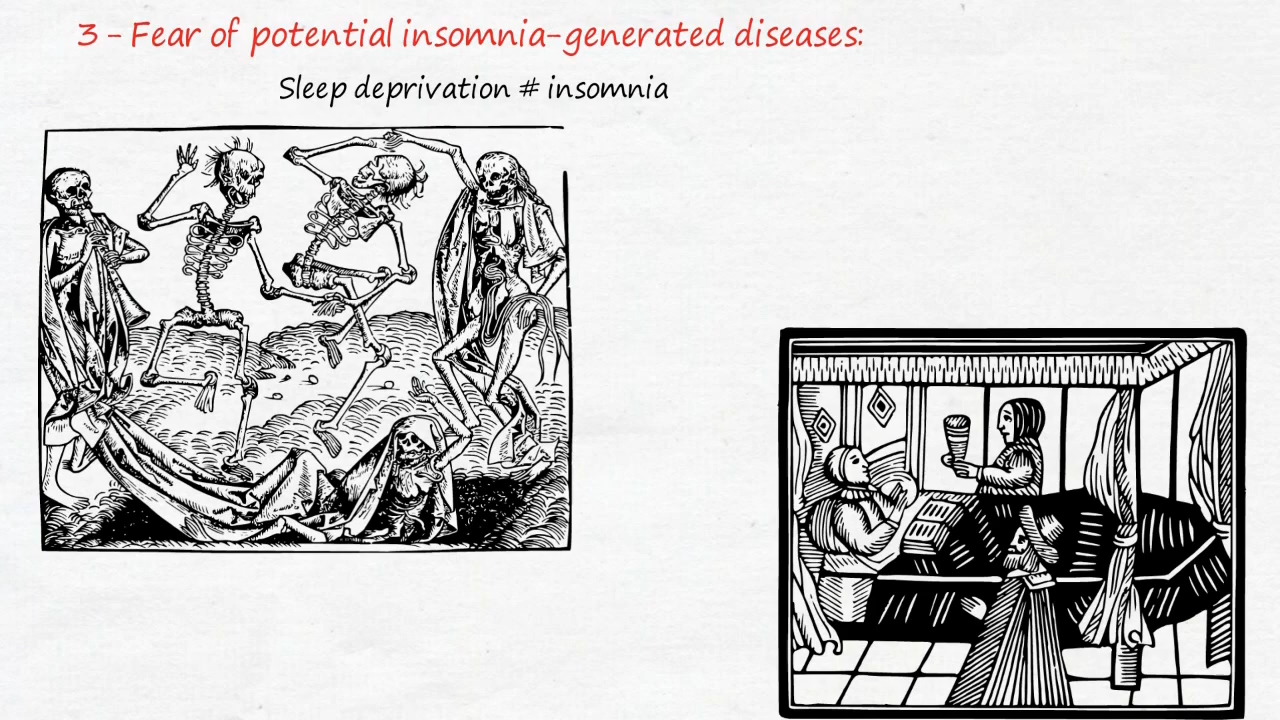 3 - Fear of potential insomnia-generated diseases:
Sleep deprivation # insomnia